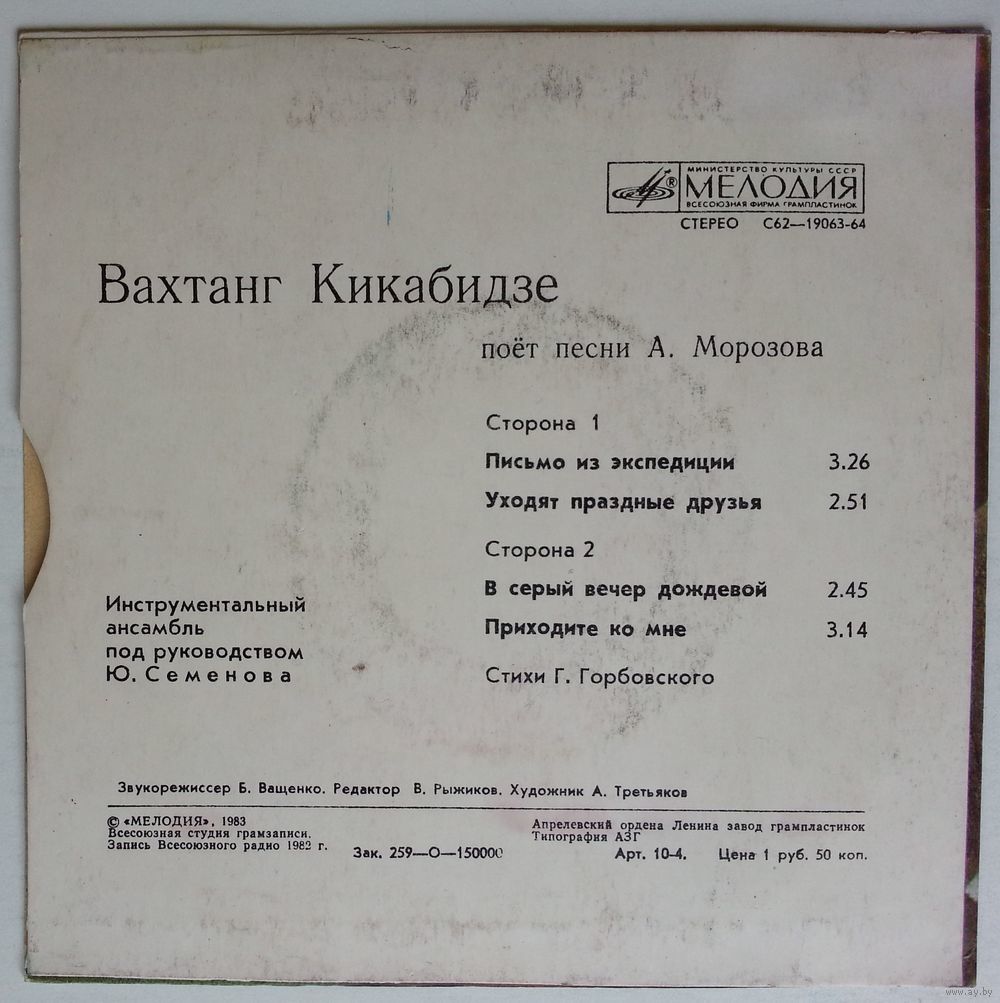 МИНИСТЕРСТВО КУЛЬТУРЫ СССР
МЕЛОДИЯ
ВСЕСОЮЗНАЯ ФИРМА ГРАМПЛАСТИНОК
СТЕРЕО С62—19063-64
Вахтанг Кикабидзе
поёт песни А. Морозова
Сторона 1
Письмо из экспедиции 3.26
Уходят праздные друзья 2.51
Сторона 2
В серый вечер дождевой 2.45
Приходите ко мне 3.14
Стихи Г. Горбовского
Инструментальный
ансамбль
под руководством
Ю. Семенова
Звукорежиссер Б. Ващенко. Редактор В. Рыжиков. Художник А. Третьяков
© «МЕЛОДИЯ», 1983
Всесоюзная студия грамзаписи.
Запись Всесоюзного радио 1982 г.
Зак. 259—О—150000
Апрелевский ордена Ленина завод грампластинок
Типография АЗГ
Арт. 10-4. Цена 1 руб. 50 коп.
www.ay.by